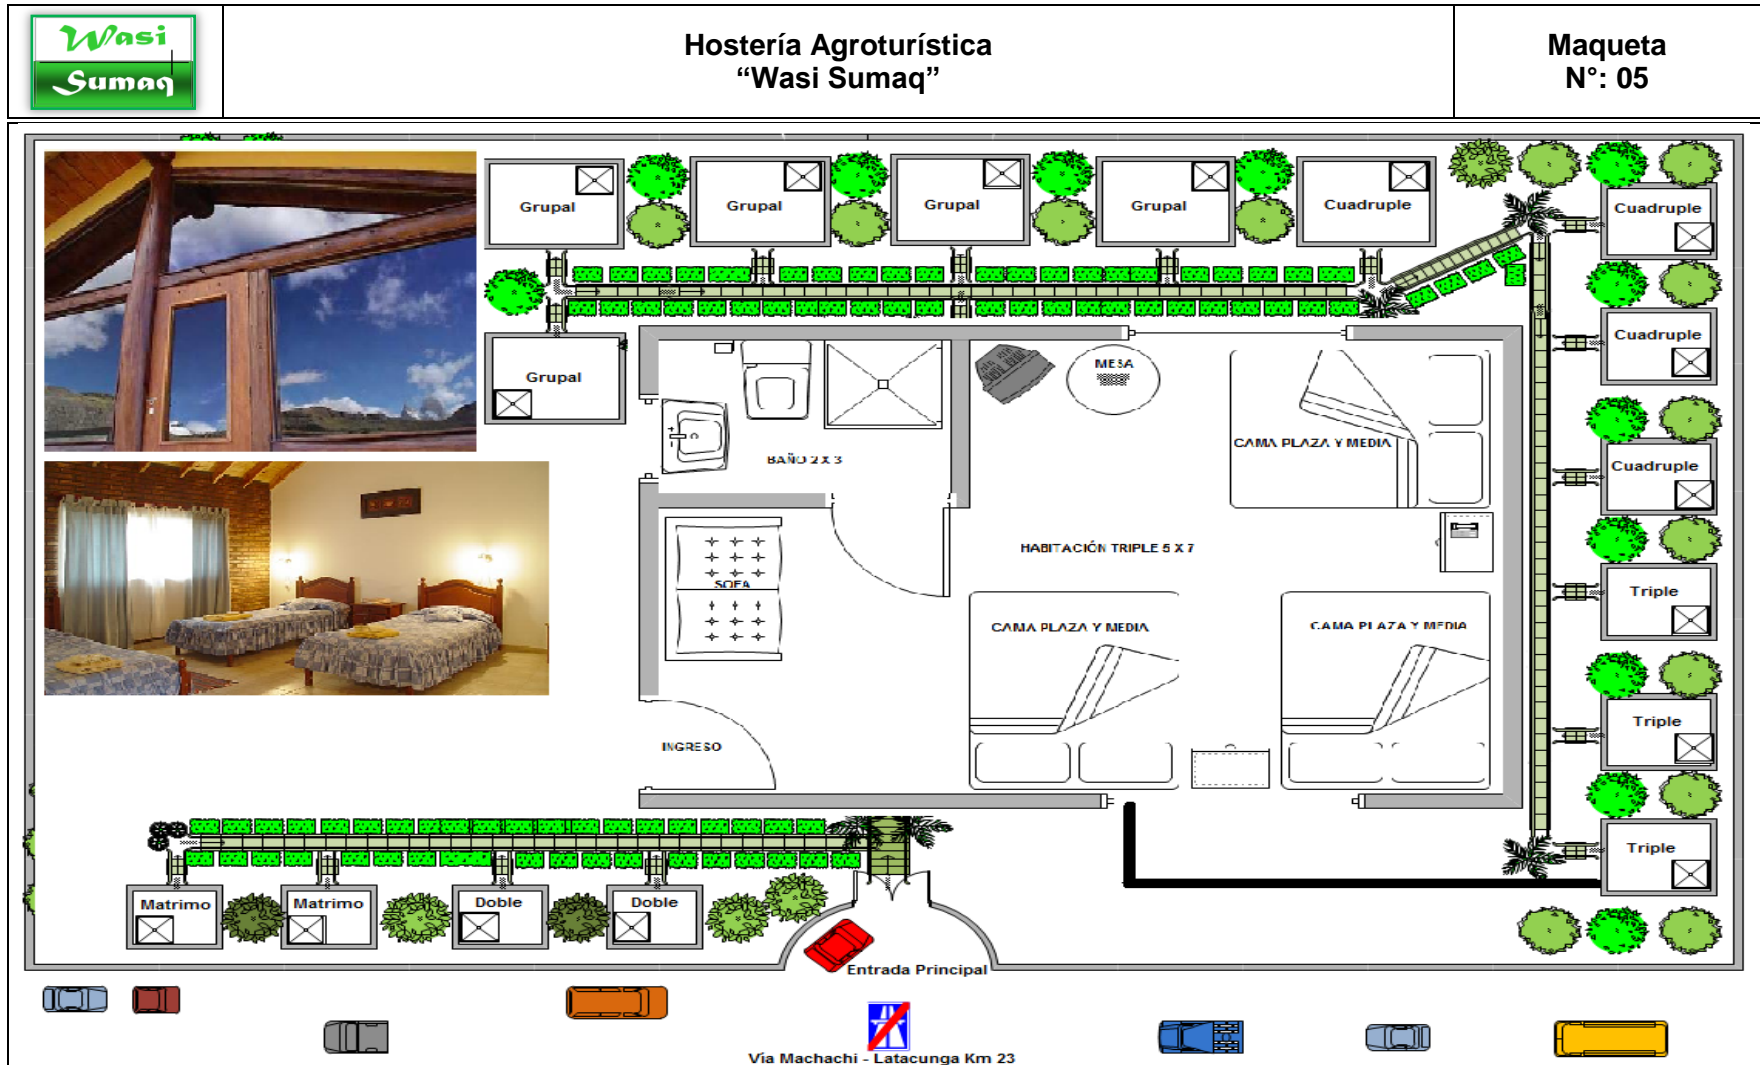 Wasi
Sumaq
Hostería Agroturística
“Wasi Sumaq”
Maqueta
N°: 05
Grupal
Grupal
Grupal
Grupal
Cuadruple
Cuadruple
Cuadruple
Grupal
MESA
CAMA PLAZA Y MEDIA
BAÑO 2 X 3
Cuadruple
HABITACIÓN TRIPLE 5 X 7
SOFA
Triple
CAMA PLAZA Y MEDIA
CAMA PLAZA Y MEDIA
Triple
INGRESO
Triple
Matrimo
Matrimo
Doble
Doble
Entrada Principal
Vía Machachi - Latacunga Km 23